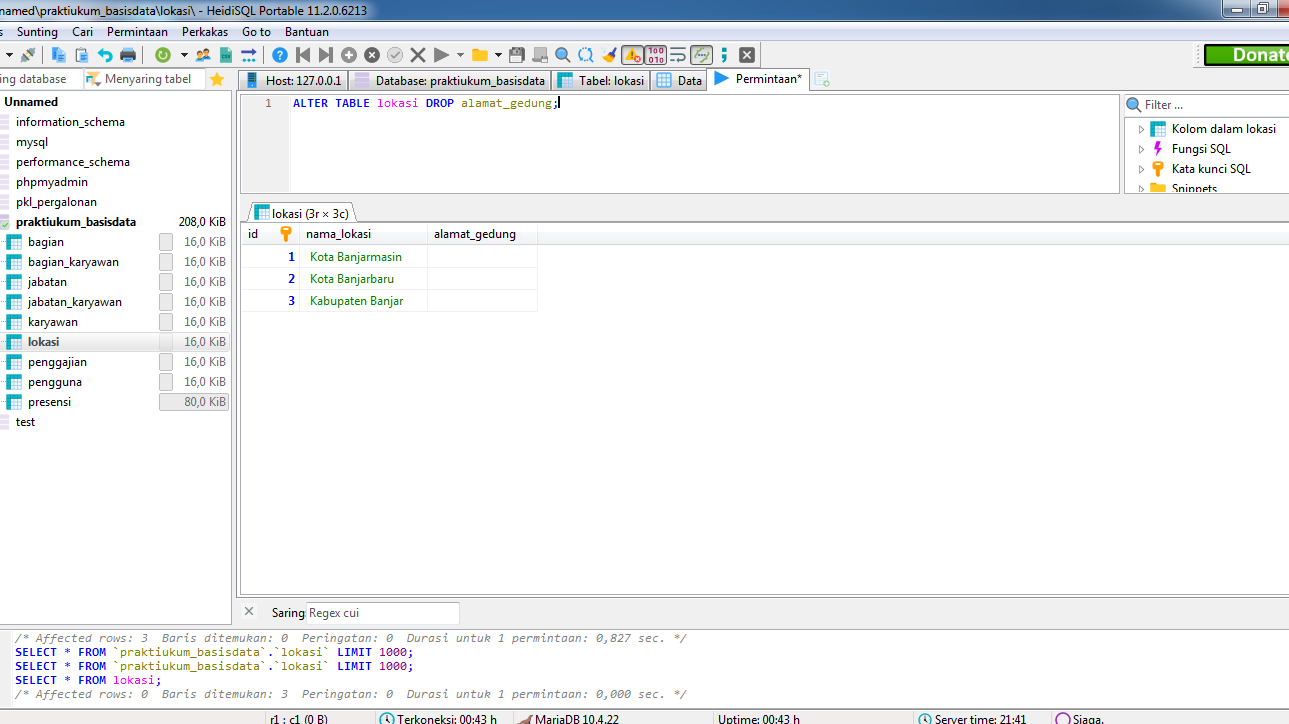 named\praktiukum_basisdata\lokasi\ - HeidiSQL Portable 11.2.0.6213
s Sunting Cari Permintaan Perkakas Go to Bantuan
Donate
ing database Menyaring tabel Host: 127.0.0.1 Database: praktiukum_basisdata Tabel: lokasi Data Permintaan*
Unnamed
information_schema
mysql
performance_schema
phpmyadmin
pkl_pergalonan
praktiukum_basisdata 208,0 KiB
bagian 16,0 KiB
bagian_karyawan 16,0 KiB
jabatan 16,0 KiB
jabatan_karyawan 16,0 KiB
karyawan 16,0 KiB
lokasi 16,0 KiB
penggajian 16,0 KiB
pengguna 16,0 KiB
presensi 80,0 KiB
test
1 ALTER TABLE lokasi DROP alamat_gedung;
Filter ...
Kolom dalam lokasi
Fungsi SQL
Kata kunci SQL
Snippets
lokasi (3r × 3c)
id nama_lokasi alamat_gedung
1 Kota Banjarmasin
2 Kota Banjarbaru
3 Kabupaten Banjar
Saring: Regex cui
/* Affected rows: 3 Baris ditemukan: 0 Peringatan: 0 Durasi untuk 1 permintaan: 0,827 sec. */
SELECT * FROM `praktiukum_basisdata`.`lokasi` LIMIT 1000;
SELECT * FROM `praktiukum_basisdata`.`lokasi` LIMIT 1000;
SELECT * FROM lokasi;
/* Affected rows: 0 Baris ditemukan: 3 Peringatan: 0 Durasi untuk 1 permintaan: 0,000 sec. */
r1 : c1 (0 B) Terkoneksi: 00:43 h MariaDB 10.4.22 Uptime: 00:43 h Server time: 21:41 Siaga.